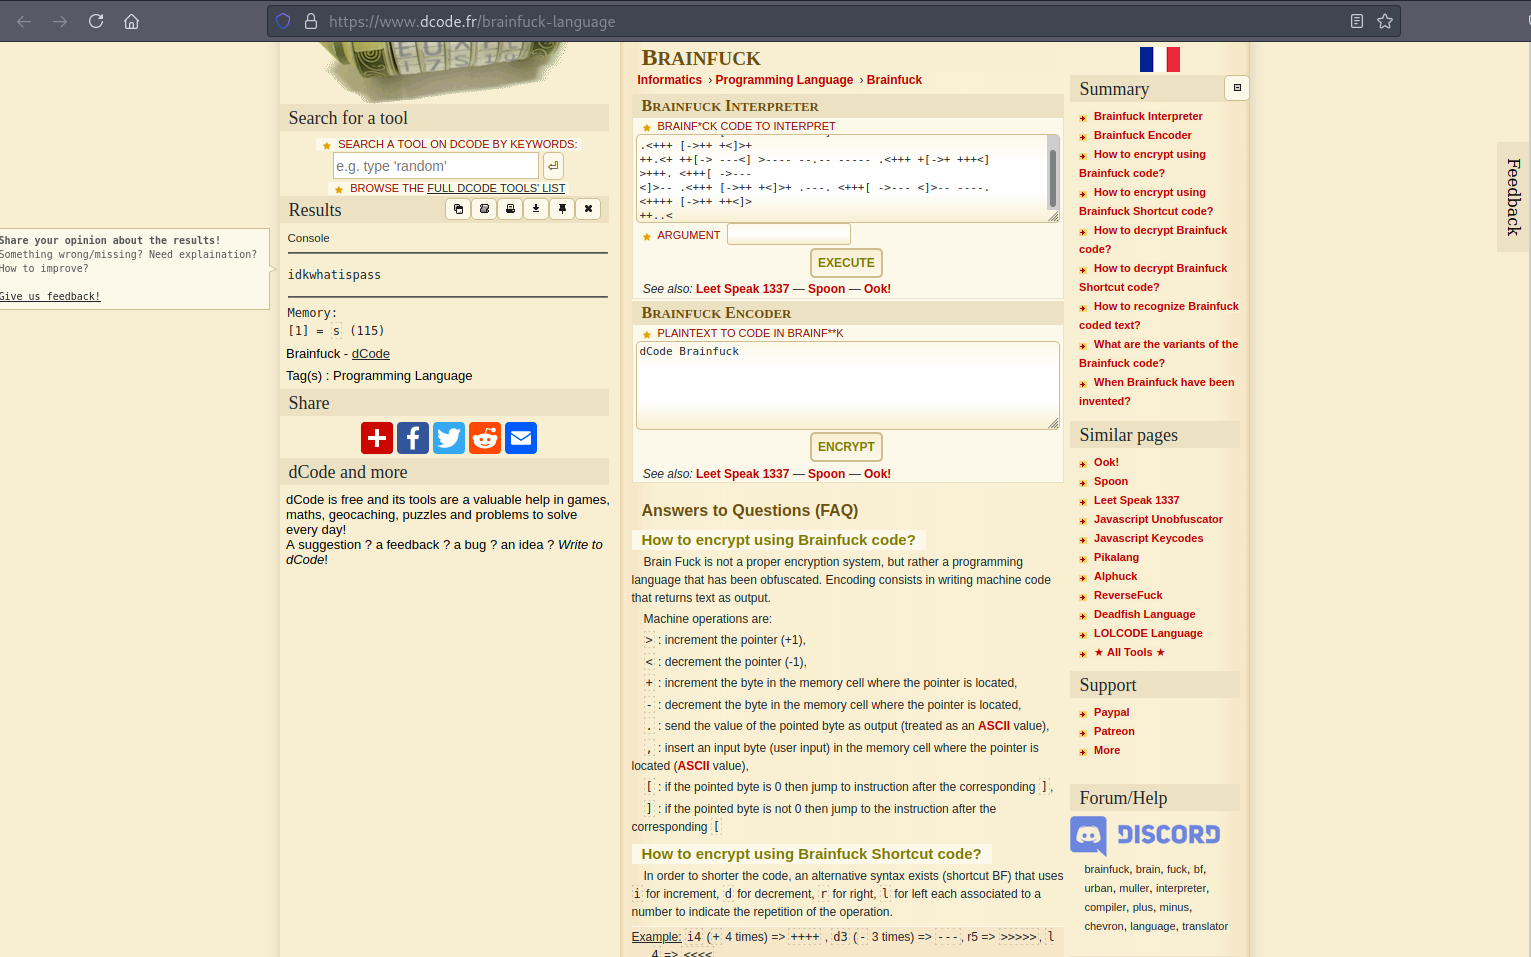 https://www.dcode.fr/brainfuck-language
Search for a tool
SEARCH A TOOL ON DCODE BY KEYWORDS:
e.g. type 'random'
BROWSE THE FULL DCODE TOOLS' LIST
Results
Share your opinion about the results!
Something wrong/missing? Need explaination?
How to improve?
Give us feedback!
Console
idkwhatispass
Memory:
[1] = s (115)
Brainfuck - dCode
Tag(s) : Programming Language
Share
dCode and more
dCode is free and its tools are a valuable help in games,
maths, geocaching, puzzles and problems to solve
every day!
A suggestion ? a feedback ? a bug ? an idea ? Write to
dCode!
BRAINFUCK
Informatics › Programming Language › Brainfuck
BRAINFUCK INTERPRETER
BRAINF*CK CODE TO INTERPRET
.<+++ [->++ +<]>+
++.<+ ++[-> ---<] >---- --.-- ----- .<+++ +[->+ +++<]
>+++. <+++[ ->---
<]>-- .<+++ [->++ +<]>+ .---. <+++[ ->--- <]>-- ----.
<++++ [->++ ++<]>
++..<
ARGUMENT
EXECUTE
See also: Leet Speak 1337 — Spoon — Ook!
BRAINFUCK ENCODER
PLAINTEXT TO CODE IN BRAINF**K
dCode Brainfuck
ENCRYPT
See also: Leet Speak 1337 — Spoon — Ook!
Answers to Questions (FAQ)
How to encrypt using Brainfuck code?
Brain Fuck is not a proper encryption system, but rather a programming
language that has been obfuscated. Encoding consists in writing machine code
that returns text as output.
Machine operations are:
> : increment the pointer (+1),
< : decrement the pointer (-1),
+ : increment the byte in the memory cell where the pointer is located,
- : decrement the byte in the memory cell where the pointer is located,
. : send the value of the pointed byte as output (treated as an ASCII value),
, : insert an input byte (user input) in the memory cell where the pointer is
located (ASCII value),
[ : if the pointed byte is 0 then jump to instruction after the corresponding ],
] : if the pointed byte is not 0 then jump to the instruction after the
corresponding [
How to encrypt using Brainfuck Shortcut code?
In order to shorter the code, an alternative syntax exists (shortcut BF) that uses
i for increment, d for decrement, r for right, l for left each associated to a
number to indicate the repetition of the operation.
Example: i4 (+ 4 times) => ++++ , d3 (- 3 times) => ---, r5 => >>>>>, l
4 => <<<<
Summary
Brainfuck Interpreter
Brainfuck Encoder
How to encrypt using
Brainfuck code?
How to encrypt using
Brainfuck Shortcut code?
How to decrypt Brainfuck
code?
How to decrypt Brainfuck
Shortcut code?
How to recognize Brainfuck
coded text?
What are the variants of the
Brainfuck code?
When Brainfuck have been
invented?
Similar pages
Ook!
Spoon
Leet Speak 1337
Javascript Unobfuscator
Javascript Keycodes
Pikalang
Alphuck
ReverseFuck
Deadfish Language
LOLCODE Language
★ All Tools ★
Support
Paypal
Patreon
More
Forum/Help
DISCORD
brainfuck, brain, fuck, bf,
urban, muller, interpreter,
compiler, plus, minus,
chevron, language, translator
Feedback